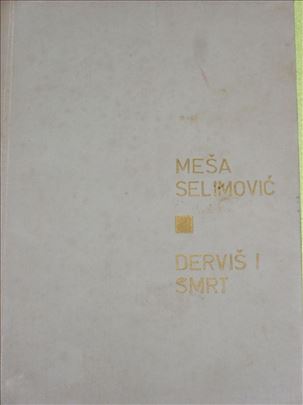 MEŠA
SELIMOVIĆ
DERVIŠ I
SMRT